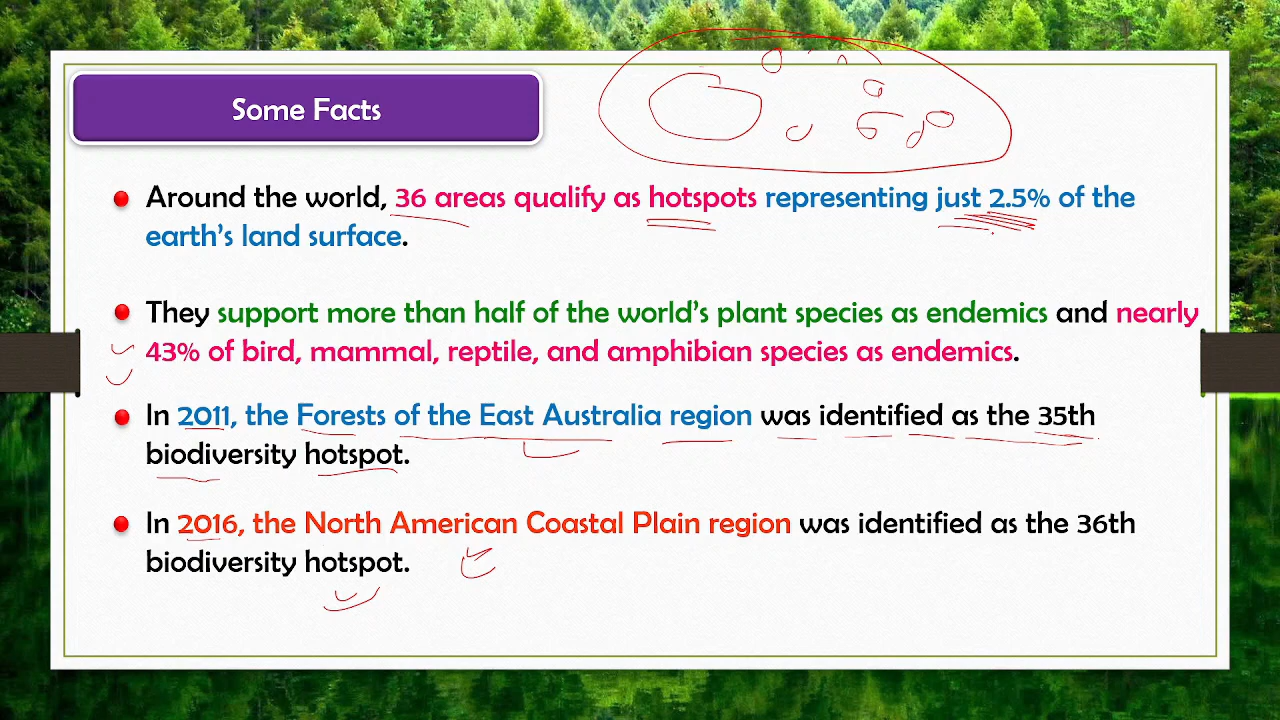 Some Facts
Around the world, 36 areas qualify as hotspots representing just 2.5% of the
earth's land surface.
They support more than half of the world's plant species as endemics and nearly
43% of bird, mammal, reptile, and amphibian species as endemics.
In 2011, the Forests of the East Australia region was identified as the 35th
biodiversity hotspot.
In 2016, the North American Coastal Plain region was identified as the 36th
biodiversity hotspot.